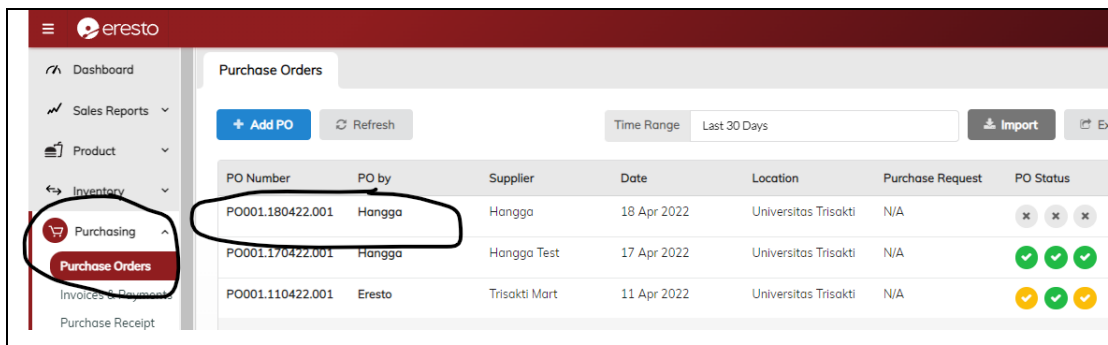 eresto
Dashboard
Sales Reports
Product
Inventory
Purchasing
Purchase Orders
Invoices & Payments
Purchase Receipt
Purchase Orders
+ Add PO Refresh Time Range Last 30 Days Import Ex
PO Number PO by Supplier Date Location Purchase Request PO Status
PO001.180422.001 Hangga Hangga 18 Apr 2022 Universitas Trisakti N/A
PO001.170422.001 Hangga Hangga Test 17 Apr 2022 Universitas Trisakti N/A
PO001.110422.001 Eresto Trisakti Mart 11 Apr 2022 Universitas Trisakti N/A